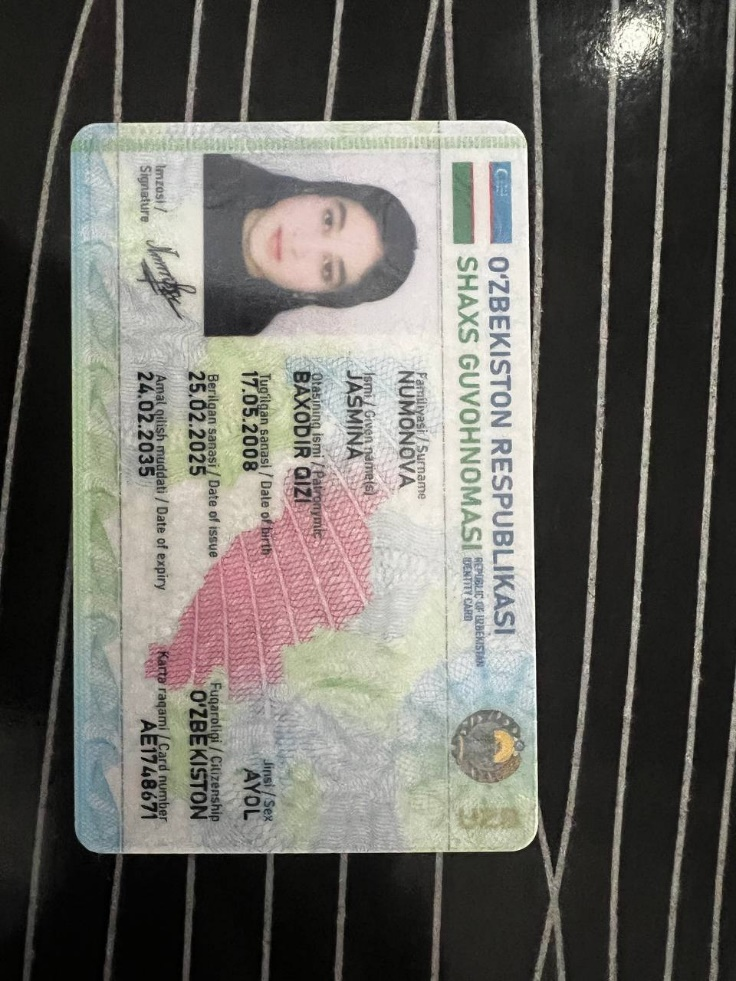 O'ZBEKISTON RESPUBLIKASI
SHAXS GUVOHNOMASI
REPUBLIC OF UZBEKISTAN
IDENTITY CARD
Familiyasi / Surname
NUMONOVA
Ismi / Given name(s)
JASMINA
Otasining ismi / Patronymic
BAXODIR QIZI
Tug'ilgan sanasi / Date of birth
17.05.2008
Jinsi / Sex
AYOL
Berilgan sanasi / Date of issue
25.02.2025
Fuqaroligi / Citizenship
O'ZBEKISTON
Amal qilish muddati / Date of expiry
24.02.2035
Karta raqami / Card number
AE1748671
Imzosi /
Signature
UZB